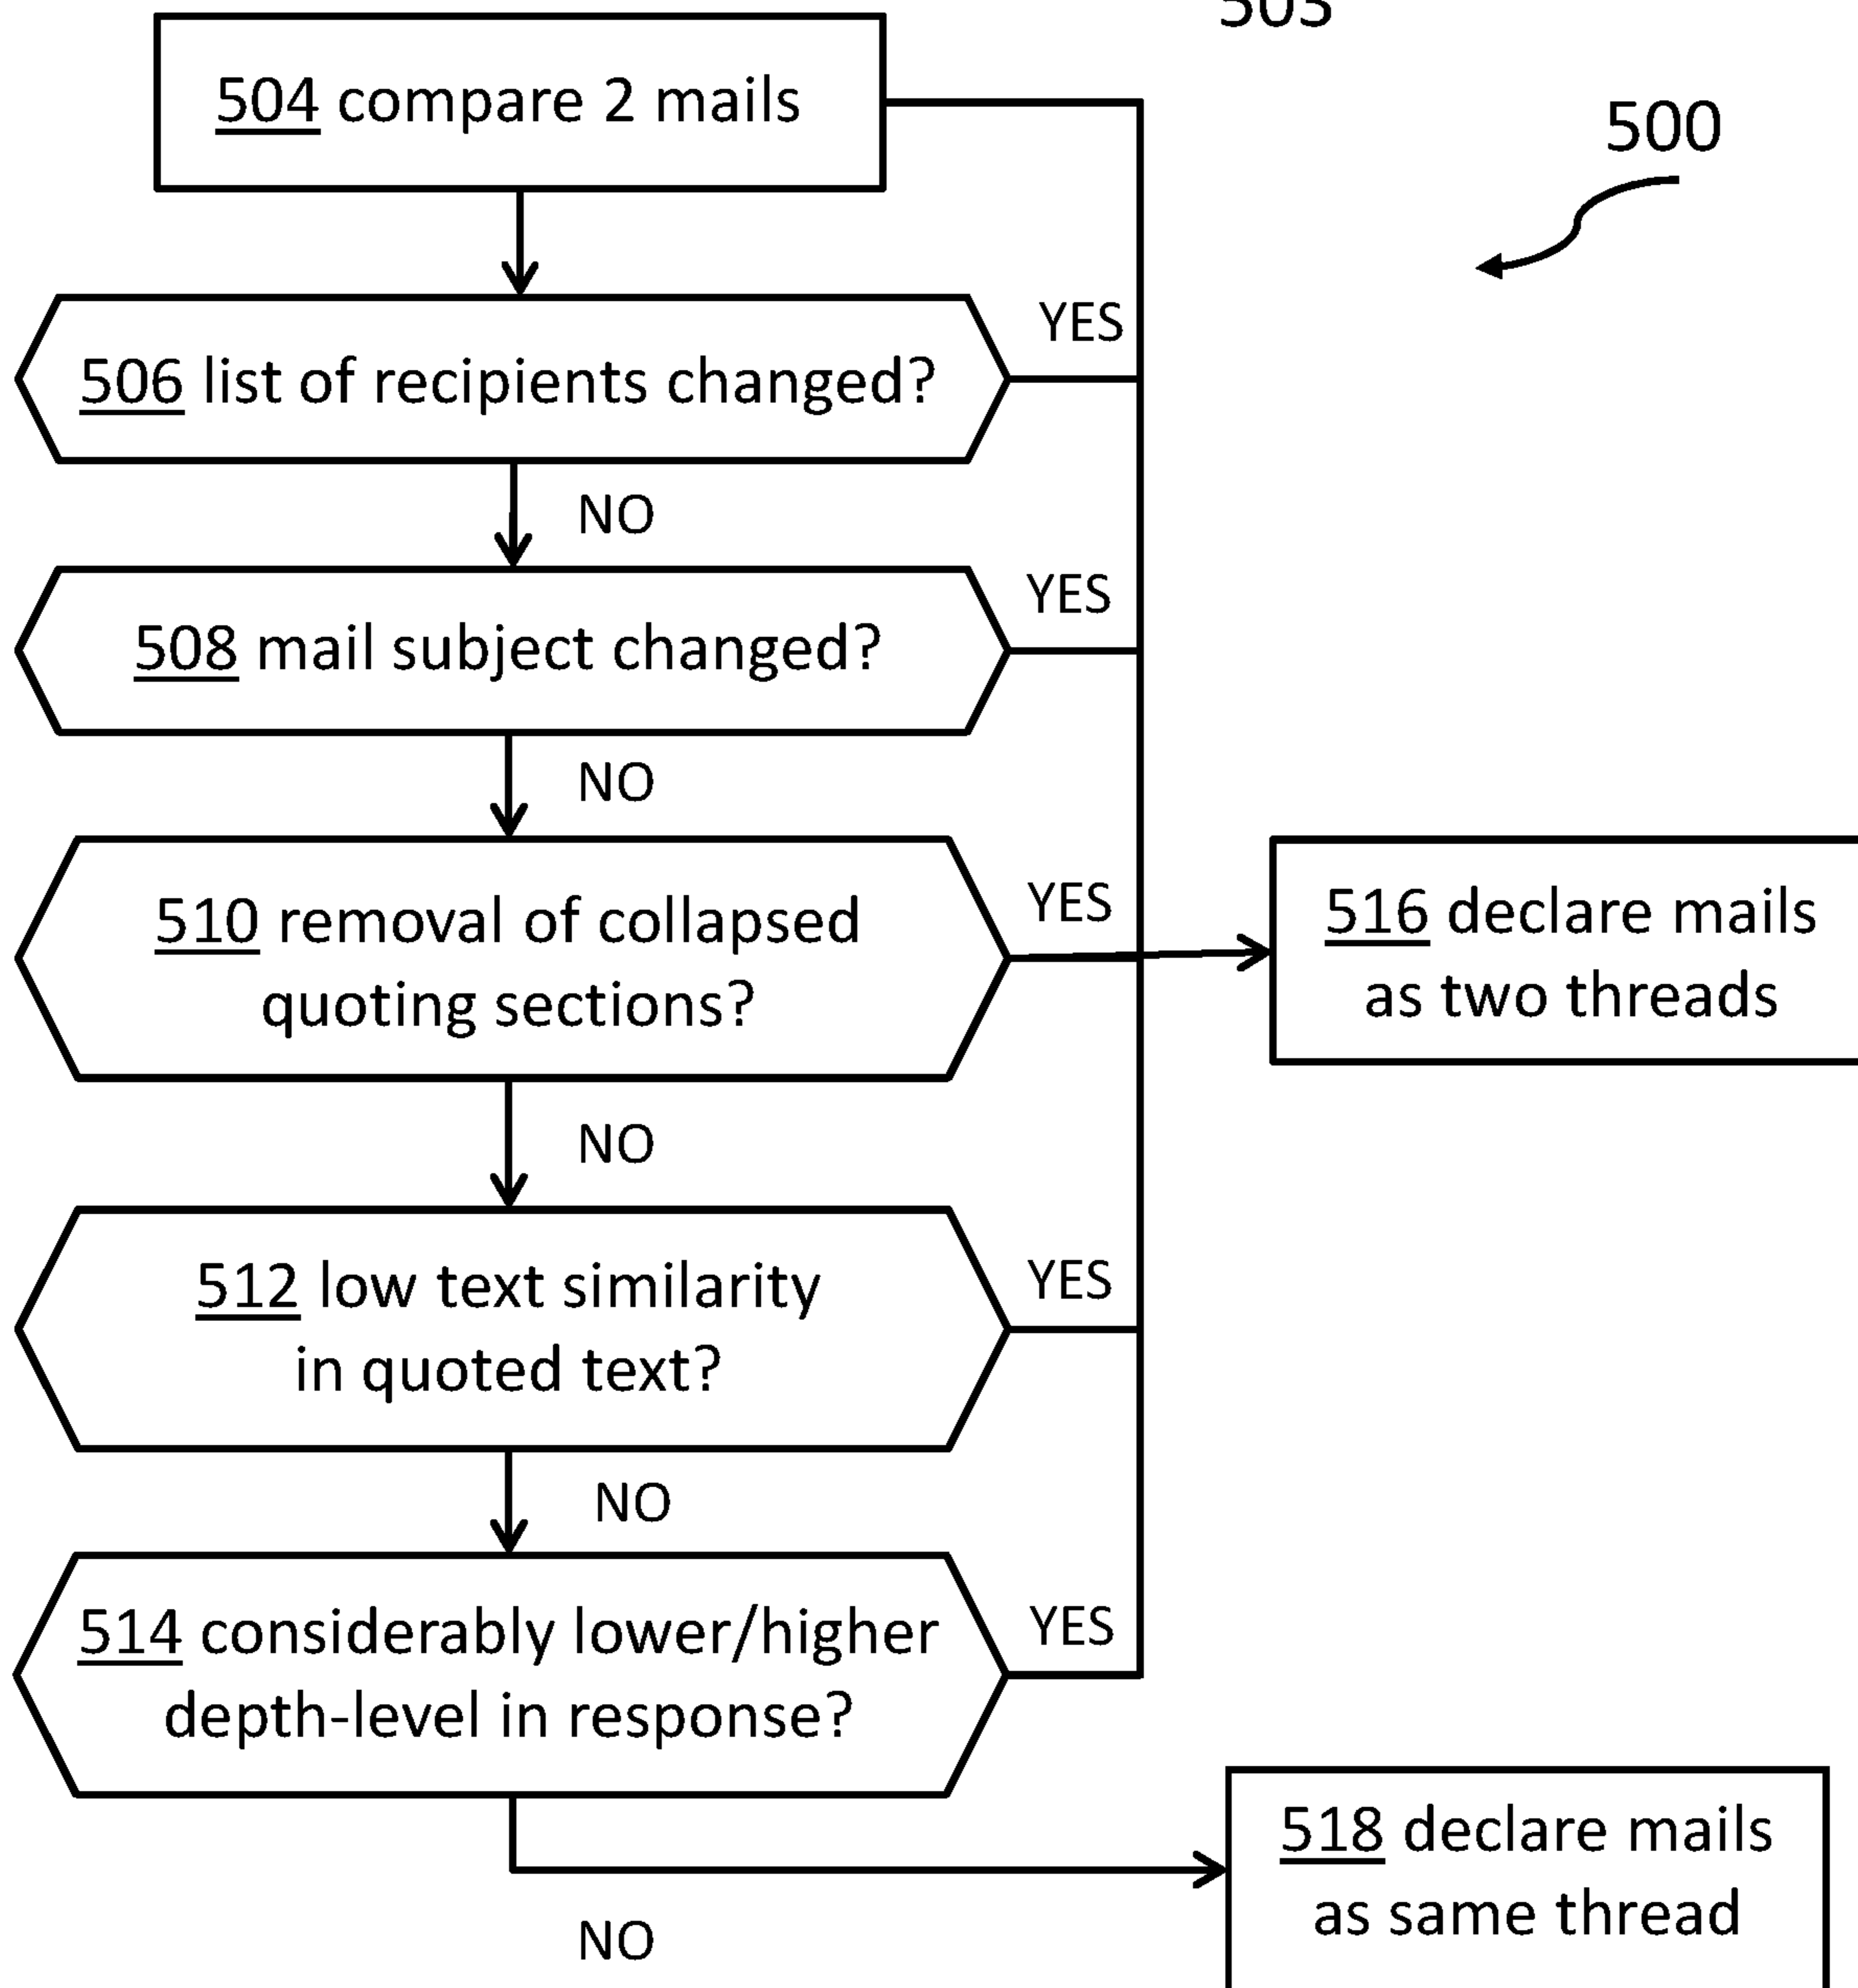 503
504 compare 2 mails
500
YES
506 list of recipients changed?
NO
YES
508 mail subject changed?
NO
YES
510 removal of collapsed
quoting sections?
516 declare mails
as two threads
NO
YES
512 low text similarity
in quoted text?
NO
YES
514 considerably lower/higher
depth-level in response?
518 declare mails
as same thread
NO